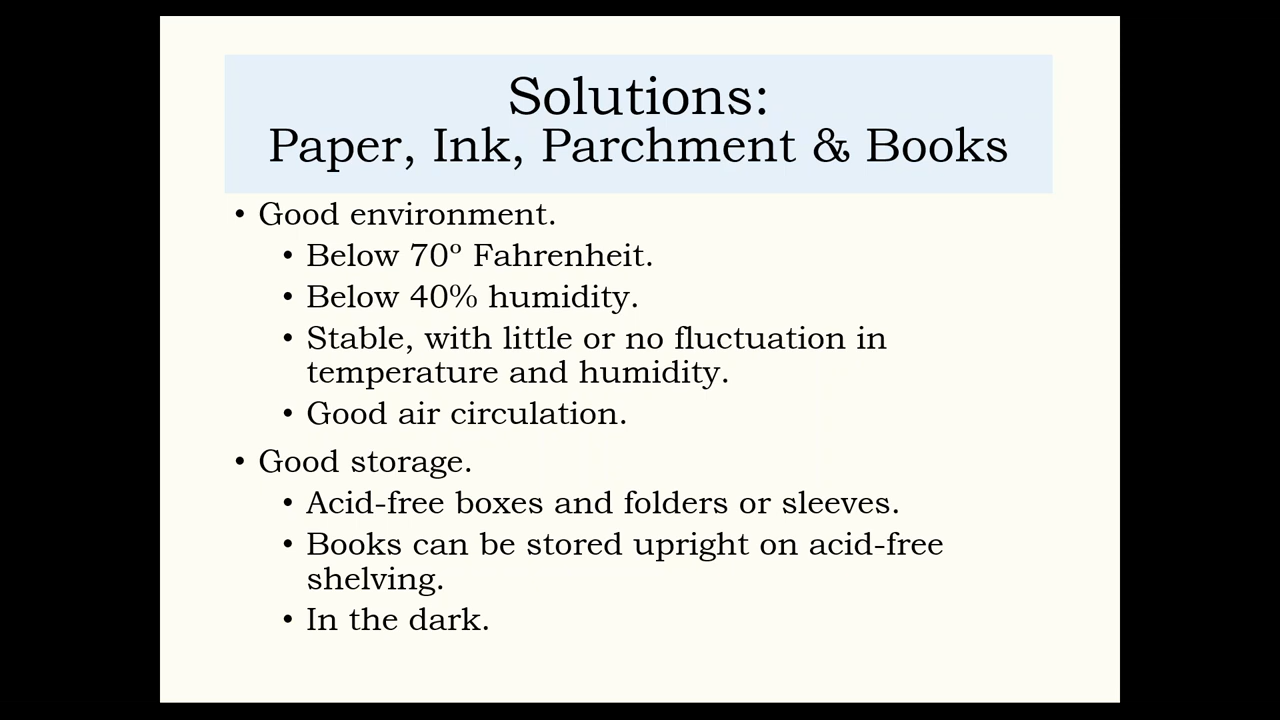 Solutions:
Paper, Ink, Parchment & Books
• Good environment.
• Below 70º Fahrenheit.
• Below 40% humidity.
• Stable, with little or no fluctuation in
temperature and humidity.
• Good air circulation.
• Good storage.
• Acid-free boxes and folders or sleeves.
• Books can be stored upright on acid-free
shelving.
• In the dark.